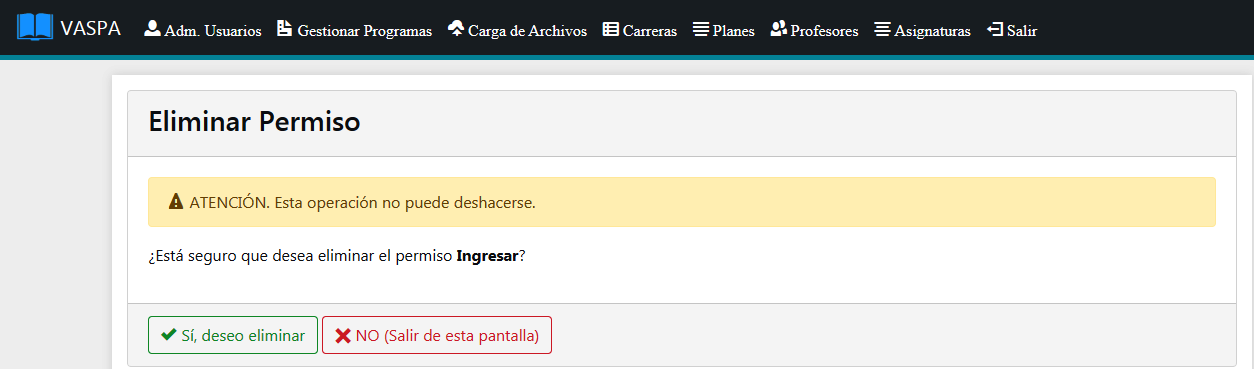 VASPA Adm. Usuarios Gestionar Programas Carga de Archivos Carreras Planes Profesores Asignaturas Salir
Eliminar Permiso
ATENCIÓN. Esta operación no puede deshacerse.
¿Está seguro que desea eliminar el permiso Ingresar?
Sí, deseo eliminar NO (Salir de esta pantalla)